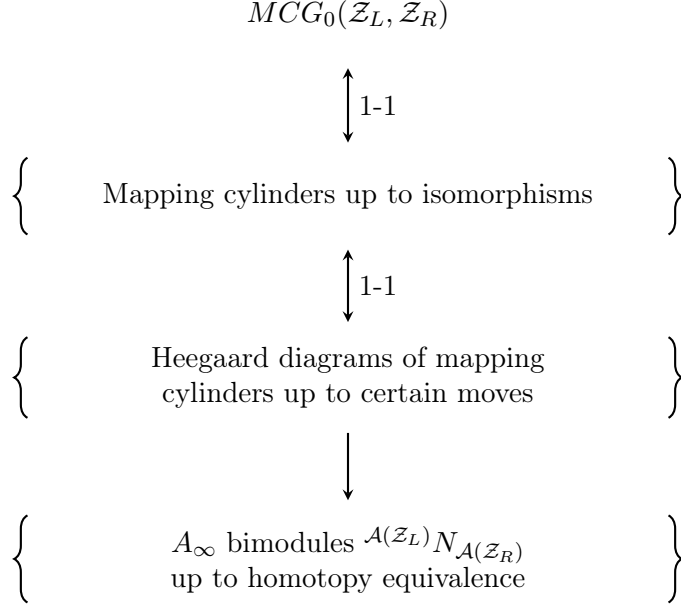 $MCG_0(\mathcal{Z}_L, \mathcal{Z}_R)$
1-1
Mapping cylinders up to isomorphisms
1-1
Heegaard diagrams of mapping
cylinders up to certain moves
$A_\infty$ bimodules ${}^{\mathcal{A}(\mathcal{Z}_L)}N_{\mathcal{A}(\mathcal{Z}_R)}$
up to homotopy equivalence